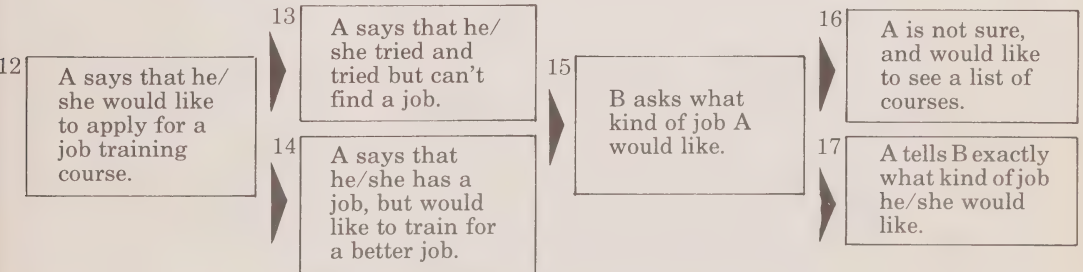 12
A says that he/
she would like
to apply for a
job training
course.
13
A says that he/
she tried and
tried but can't
find a job.
14
A says that
he/she has a
job, but would
like to train for
a better job.
15
B asks what
kind of job A
would like.
16
A is not sure,
and would like
to see a list of
courses.
17
A tells B exactly
what kind of job
he/she would
like.